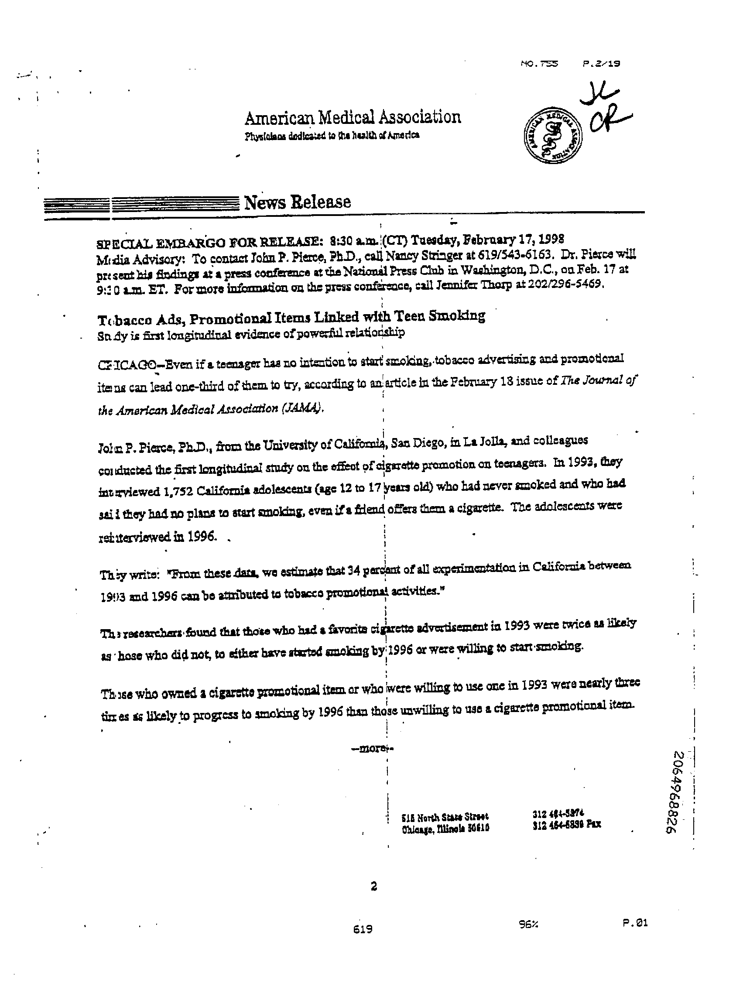 NO.755 P.2/19
JL
CR
American Medical Association
Physicians dedicated to the health of America
AMERICAN MEDICAL ASSOCIATION
News Release
SPECIAL EMBARGO FOR RELEASE: 8:30 a.m. (CT) Tuesday, February 17, 1998
Media Advisory: To contact John P. Pierce, Ph.D., call Nancy Stringer at 619/543-6163. Dr. Pierce will
present his findings at a press conference at the National Press Club in Washington, D.C., on Feb. 17 at
9:30 a.m. ET. For more information on the press conference, call Jennifer Thorp at 202/296-5469.
Tobacco Ads, Promotional Items Linked with Teen Smoking
Study is first longitudinal evidence of powerful relationship
CHICAGO—Even if a teenager has no intention to start smoking, tobacco advertising and promotional
items can lead one-third of them to try, according to an article in the February 18 issue of The Journal of
the American Medical Association (JAMA).
John P. Pierce, Ph.D., from the University of California, San Diego, in La Jolla, and colleagues
conducted the first longitudinal study on the effect of cigarette promotion on teenagers. In 1993, they
interviewed 1,752 California adolescents (age 12 to 17 years old) who had never smoked and who had
said they had no plans to start smoking, even if a friend offers them a cigarette. The adolescents were
reinterviewed in 1996.
They write: "From these data, we estimate that 34 percent of all experimentation in California between
1993 and 1996 can be attributed to tobacco promotional activities."
The researchers found that those who had a favorite cigarette advertisement in 1993 were twice as likely
as those who did not, to either have started smoking by 1996 or were willing to start smoking.
Those who owned a cigarette promotional item or who were willing to use one in 1993 were nearly three
times as likely to progress to smoking by 1996 than those unwilling to use a cigarette promotional item.
—more—
515 North State Street 312 464-5374
Chicago, Illinois 60610 312 464-5839 Fax
2064968826
2
619 96% P.01